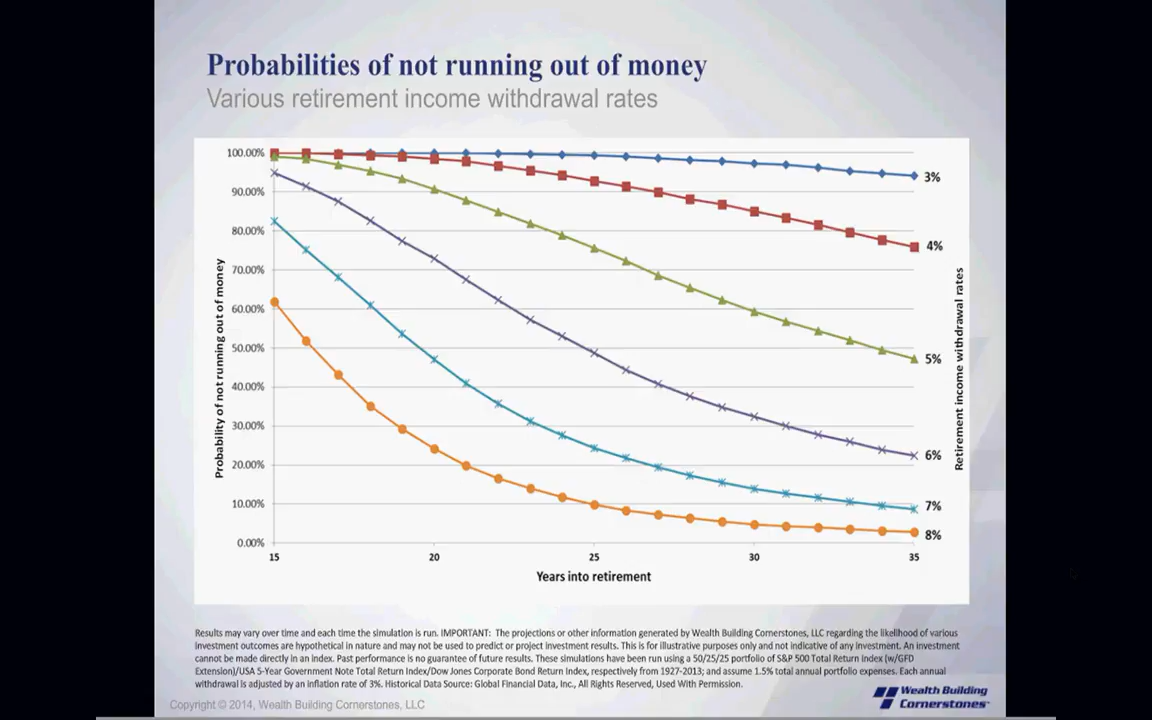 Probabilities of not running out of money
Various retirement income withdrawal rates
100.00%
90.00%
80.00%
70.00%
60.00%
50.00%
40.00%
30.00%
20.00%
10.00%
0.00%
Probability of not running out of money
15
20
25
30
35
Years into retirement
3%
4%
5%
6%
7%
8%
Retirement income withdrawal rates
Results may vary over time and each time the simulation is run. IMPORTANT: The projections or other information generated by Wealth Building Cornerstones, LLC regarding the likelihood of various
investment outcomes are hypothetical in nature and may not be used to predict or project investment results. This is for illustrative purposes only and not indicative of any investment. An investment
cannot be made directly in an index. Past performance is no guarantee of future results. These simulations have been run using a 50/25/25 portfolio of S&P 500 Total Return Index (w/GFD
Extension)/USA 5-Year Government Note Total Return Index/Dow Jones Corporate Bond Return Index, respectively from 1927-2013; and assume 1.5% total annual portfolio expenses. Each annual
withdrawal is adjusted by an inflation rate of 3%. Historical Data Source: Global Financial Data, Inc., All Rights Reserved, Used With Permission.
Copyright © 2014, Wealth Building Cornerstones, LLC
Wealth Building
Cornerstones